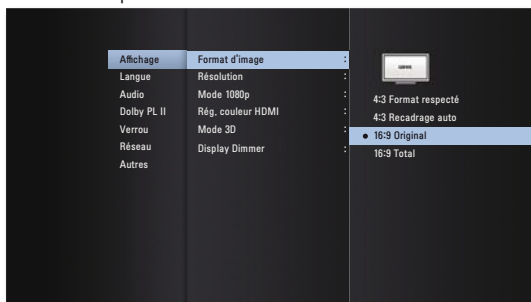 Affichage
Langue
Audio
Dolby PL II
Verrou
Réseau
Autres
Format d'image :
Résolution :
Mode 1080p :
Rég. couleur HDMI :
Mode 3D :
Display Dimmer :
4:3 Format respecté
4:3 Recadrage auto
● 16:9 Original
16:9 Total